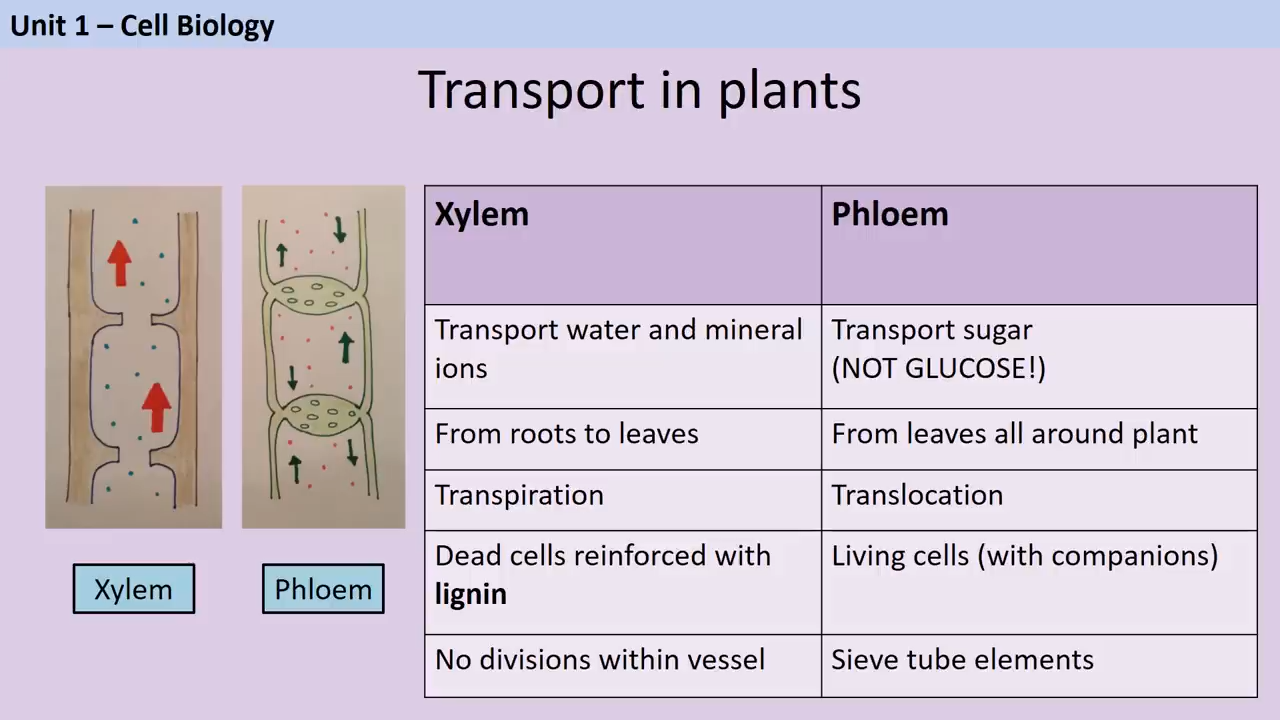 Unit 1 – Cell Biology
Transport in plants
Xylem
Phloem
Xylem
Phloem
Transport water and mineral
ions
Transport sugar
(NOT GLUCOSE!)
From roots to leaves
From leaves all around plant
Transpiration
Translocation
Dead cells reinforced with
lignin
Living cells (with companions)
No divisions within vessel
Sieve tube elements